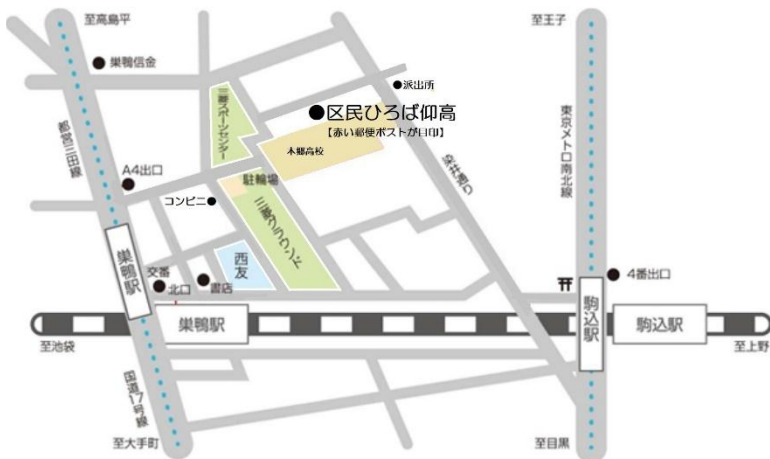 至高島平
巣鴨信金
都営三田線
A4出口
三菱スポーツセンター
派出所
●区民ひろば仰高
【赤い郵便ポストが目印】
本郷高校
染井通り
至王子
東京メトロ南北線
駐輪場
コンビニ
三菱グラウンド
西友
巣鴨駅
交番
北口
書店
4番出口
駒込駅
巣鴨駅
駒込駅
至池袋
至上野
国道17号線
至大手町
至目黒